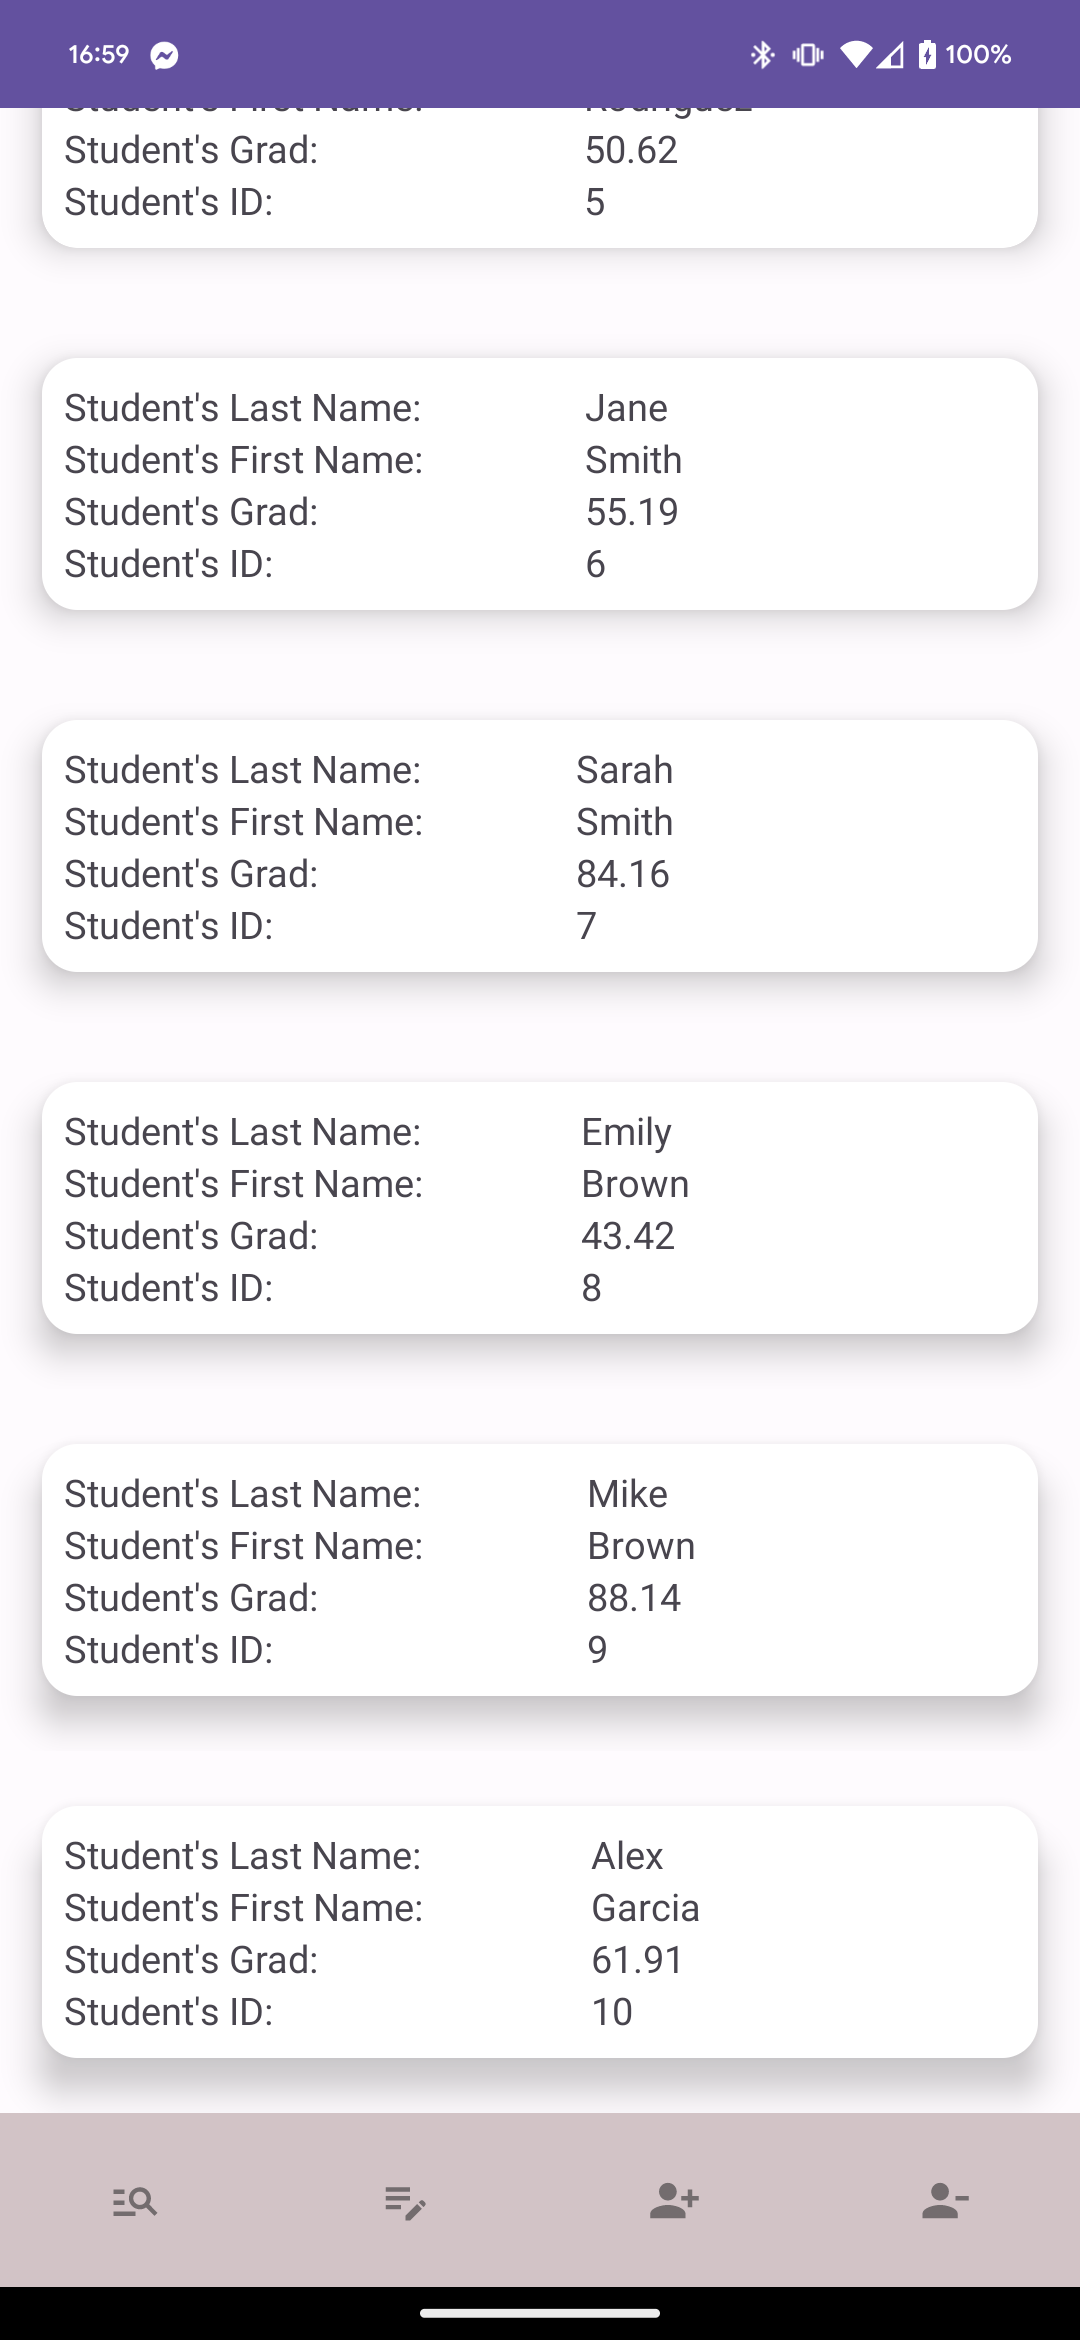 16:59 100%
Student's First Name: Rodriguez
Student's Grad: 50.62
Student's ID: 5
Student's Last Name: Jane
Student's First Name: Smith
Student's Grad: 55.19
Student's ID: 6
Student's Last Name: Sarah
Student's First Name: Smith
Student's Grad: 84.16
Student's ID: 7
Student's Last Name: Emily
Student's First Name: Brown
Student's Grad: 43.42
Student's ID: 8
Student's Last Name: Mike
Student's First Name: Brown
Student's Grad: 88.14
Student's ID: 9
Student's Last Name: Alex
Student's First Name: Garcia
Student's Grad: 61.91
Student's ID: 10